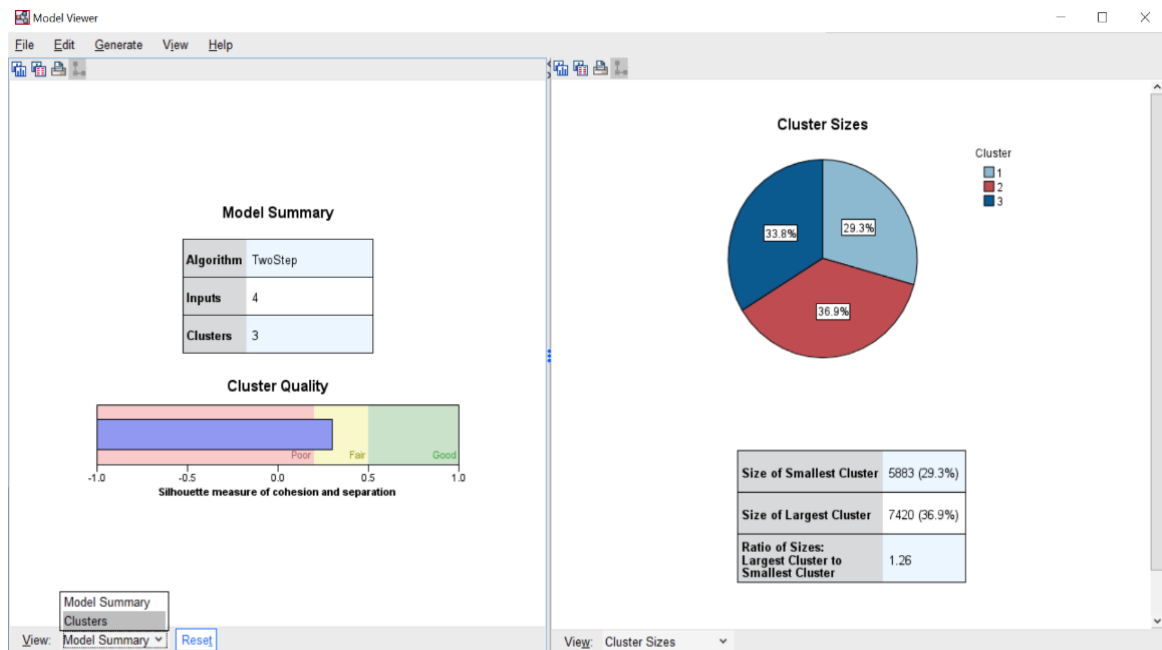 Model Viewer
File Edit Generate View Help
Model Summary
Algorithm TwoStep
Inputs 4
Clusters 3
Cluster Quality
Poor Fair Good
-1.0 -0.5 0.0 0.5 1.0
Silhouette measure of cohesion and separation
Model Summary
Clusters
View: Model Summary Reset
Cluster Sizes
Cluster
1
2
3
33.8%
29.3%
36.9%
Size of Smallest Cluster 5883 (29.3%)
Size of Largest Cluster 7420 (36.9%)
Ratio of Sizes:
Largest Cluster to
Smallest Cluster 1.26
View: Cluster Sizes